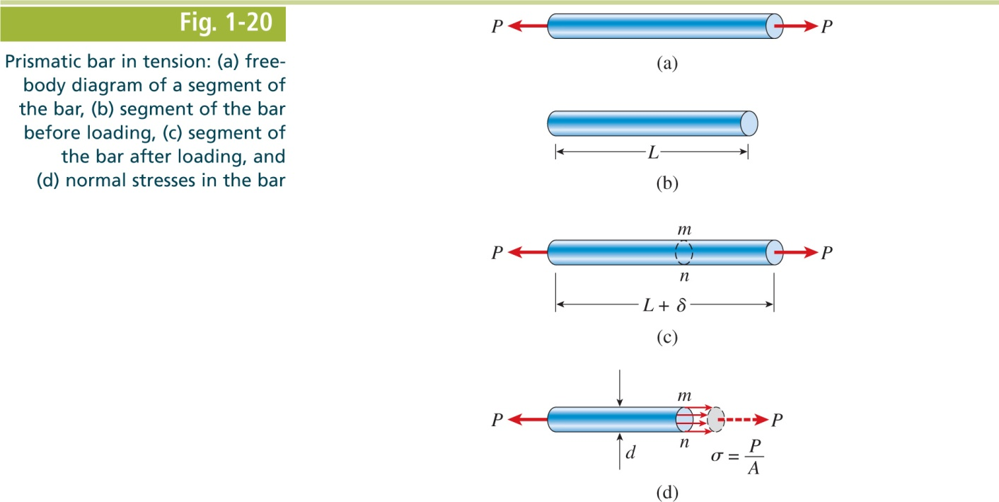 Fig. 1-20
Prismatic bar in tension: (a) free-
body diagram of a segment of
the bar, (b) segment of the bar
before loading, (c) segment of
the bar after loading, and
(d) normal stresses in the bar
P P
(a)
L
(b)
m
P P
n
L + δ
(c)
m
P P
n
d
σ = P/A
(d)